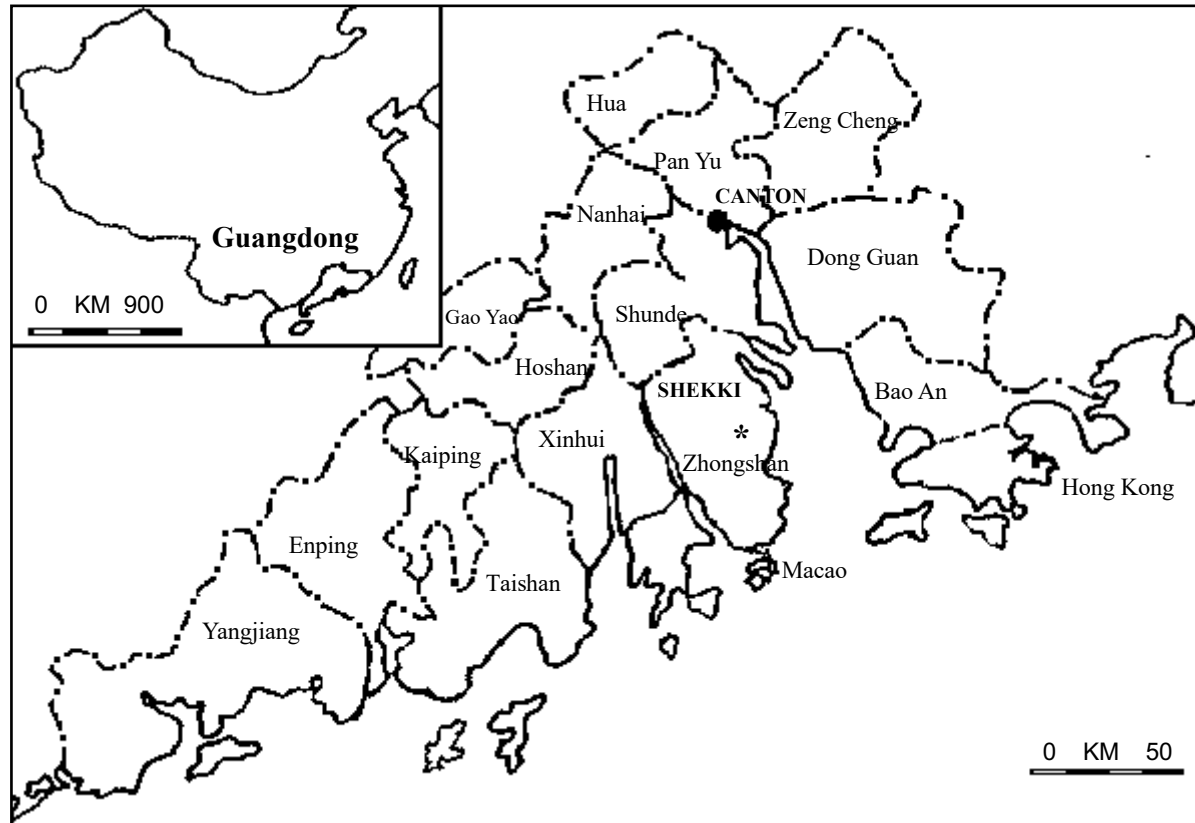 Guangdong
0 KM 900
Hua
Zeng Cheng
Pan Yu
CANTON
Nanhai
Dong Guan
Gao Yao
Shunde
Hoshan
SHEKKI
Bao An
Kaiping
Xinhui
*
Zhongshan
Hong Kong
Enping
Taishan
Macao
Yangjiang
0 KM 50